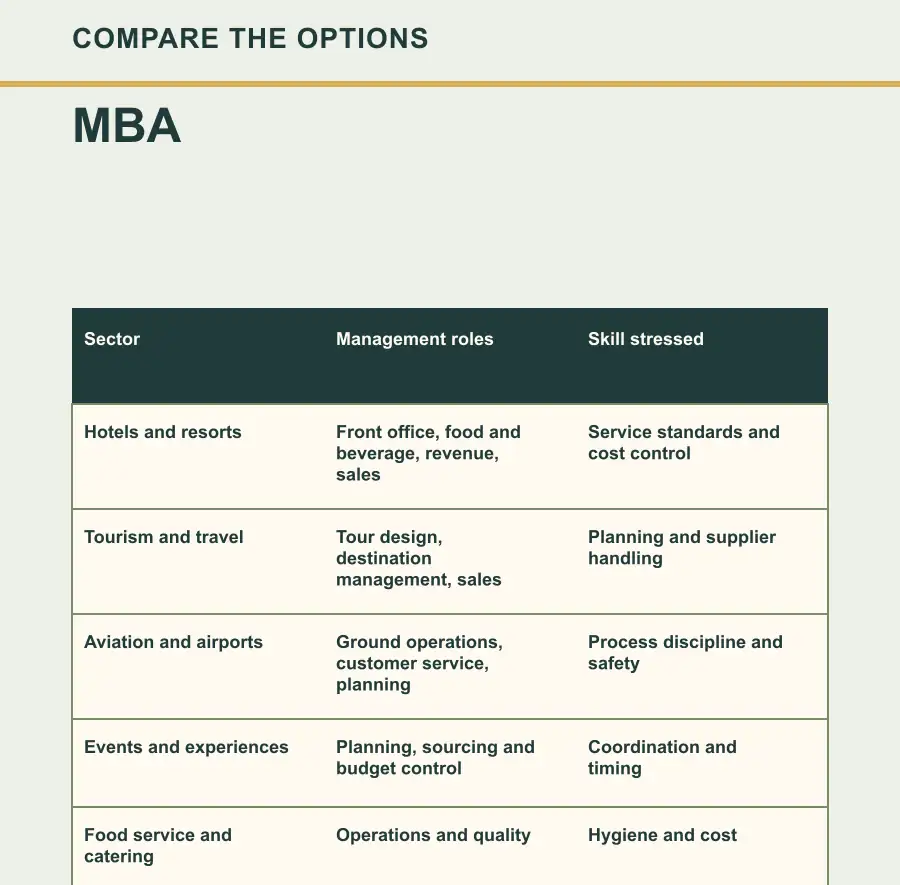 COMPARE THE OPTIONS
MBA
Sector
Management roles
Skill stressed
Hotels and resorts
Front office, food and
beverage, revenue,
sales
Service standards and
cost control
Tourism and travel
Tour design,
destination
management, sales
Planning and supplier
handling
Aviation and airports
Ground operations,
customer service,
planning
Process discipline and
safety
Events and experiences
Planning, sourcing and
budget control
Coordination and
timing
Food service and
catering
Operations and quality
Hygiene and cost